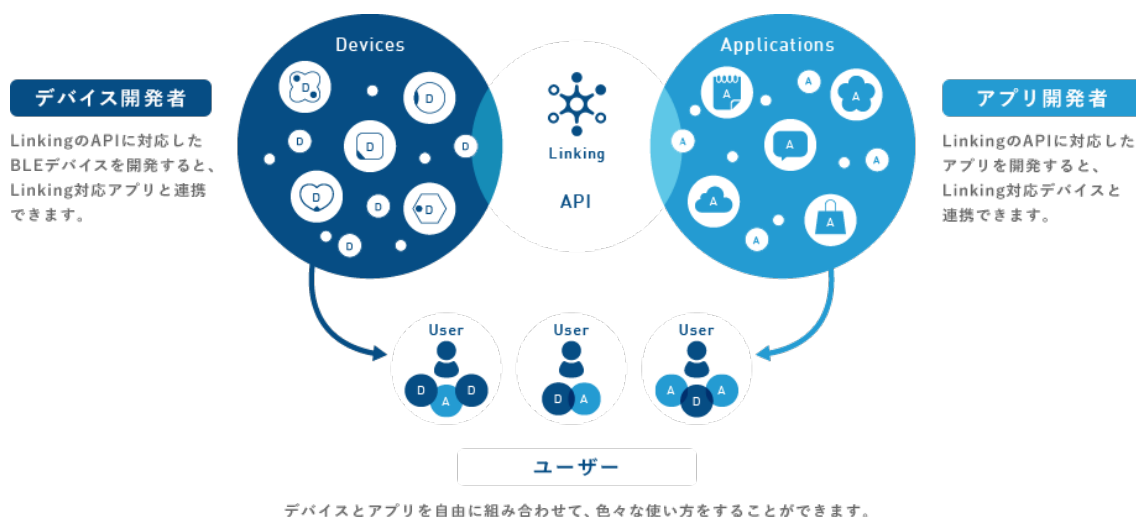 Devices
D
D
D
D
D
D
D
D
D
Linking
API
Applications
A
A
A
A
A
A
A
A
A
デバイス開発者
LinkingのAPIに対応した
BLEデバイスを開発すると、
Linking対応アプリと連携
できます。
アプリ開発者
LinkingのAPIに対応した
アプリを開発すると、
Linking対応デバイスと
連携できます。
User
D A D
User
D A
User
A D A
ユーザー
デバイスとアプリを自由に組み合わせて、色々な使い方をすることができます。